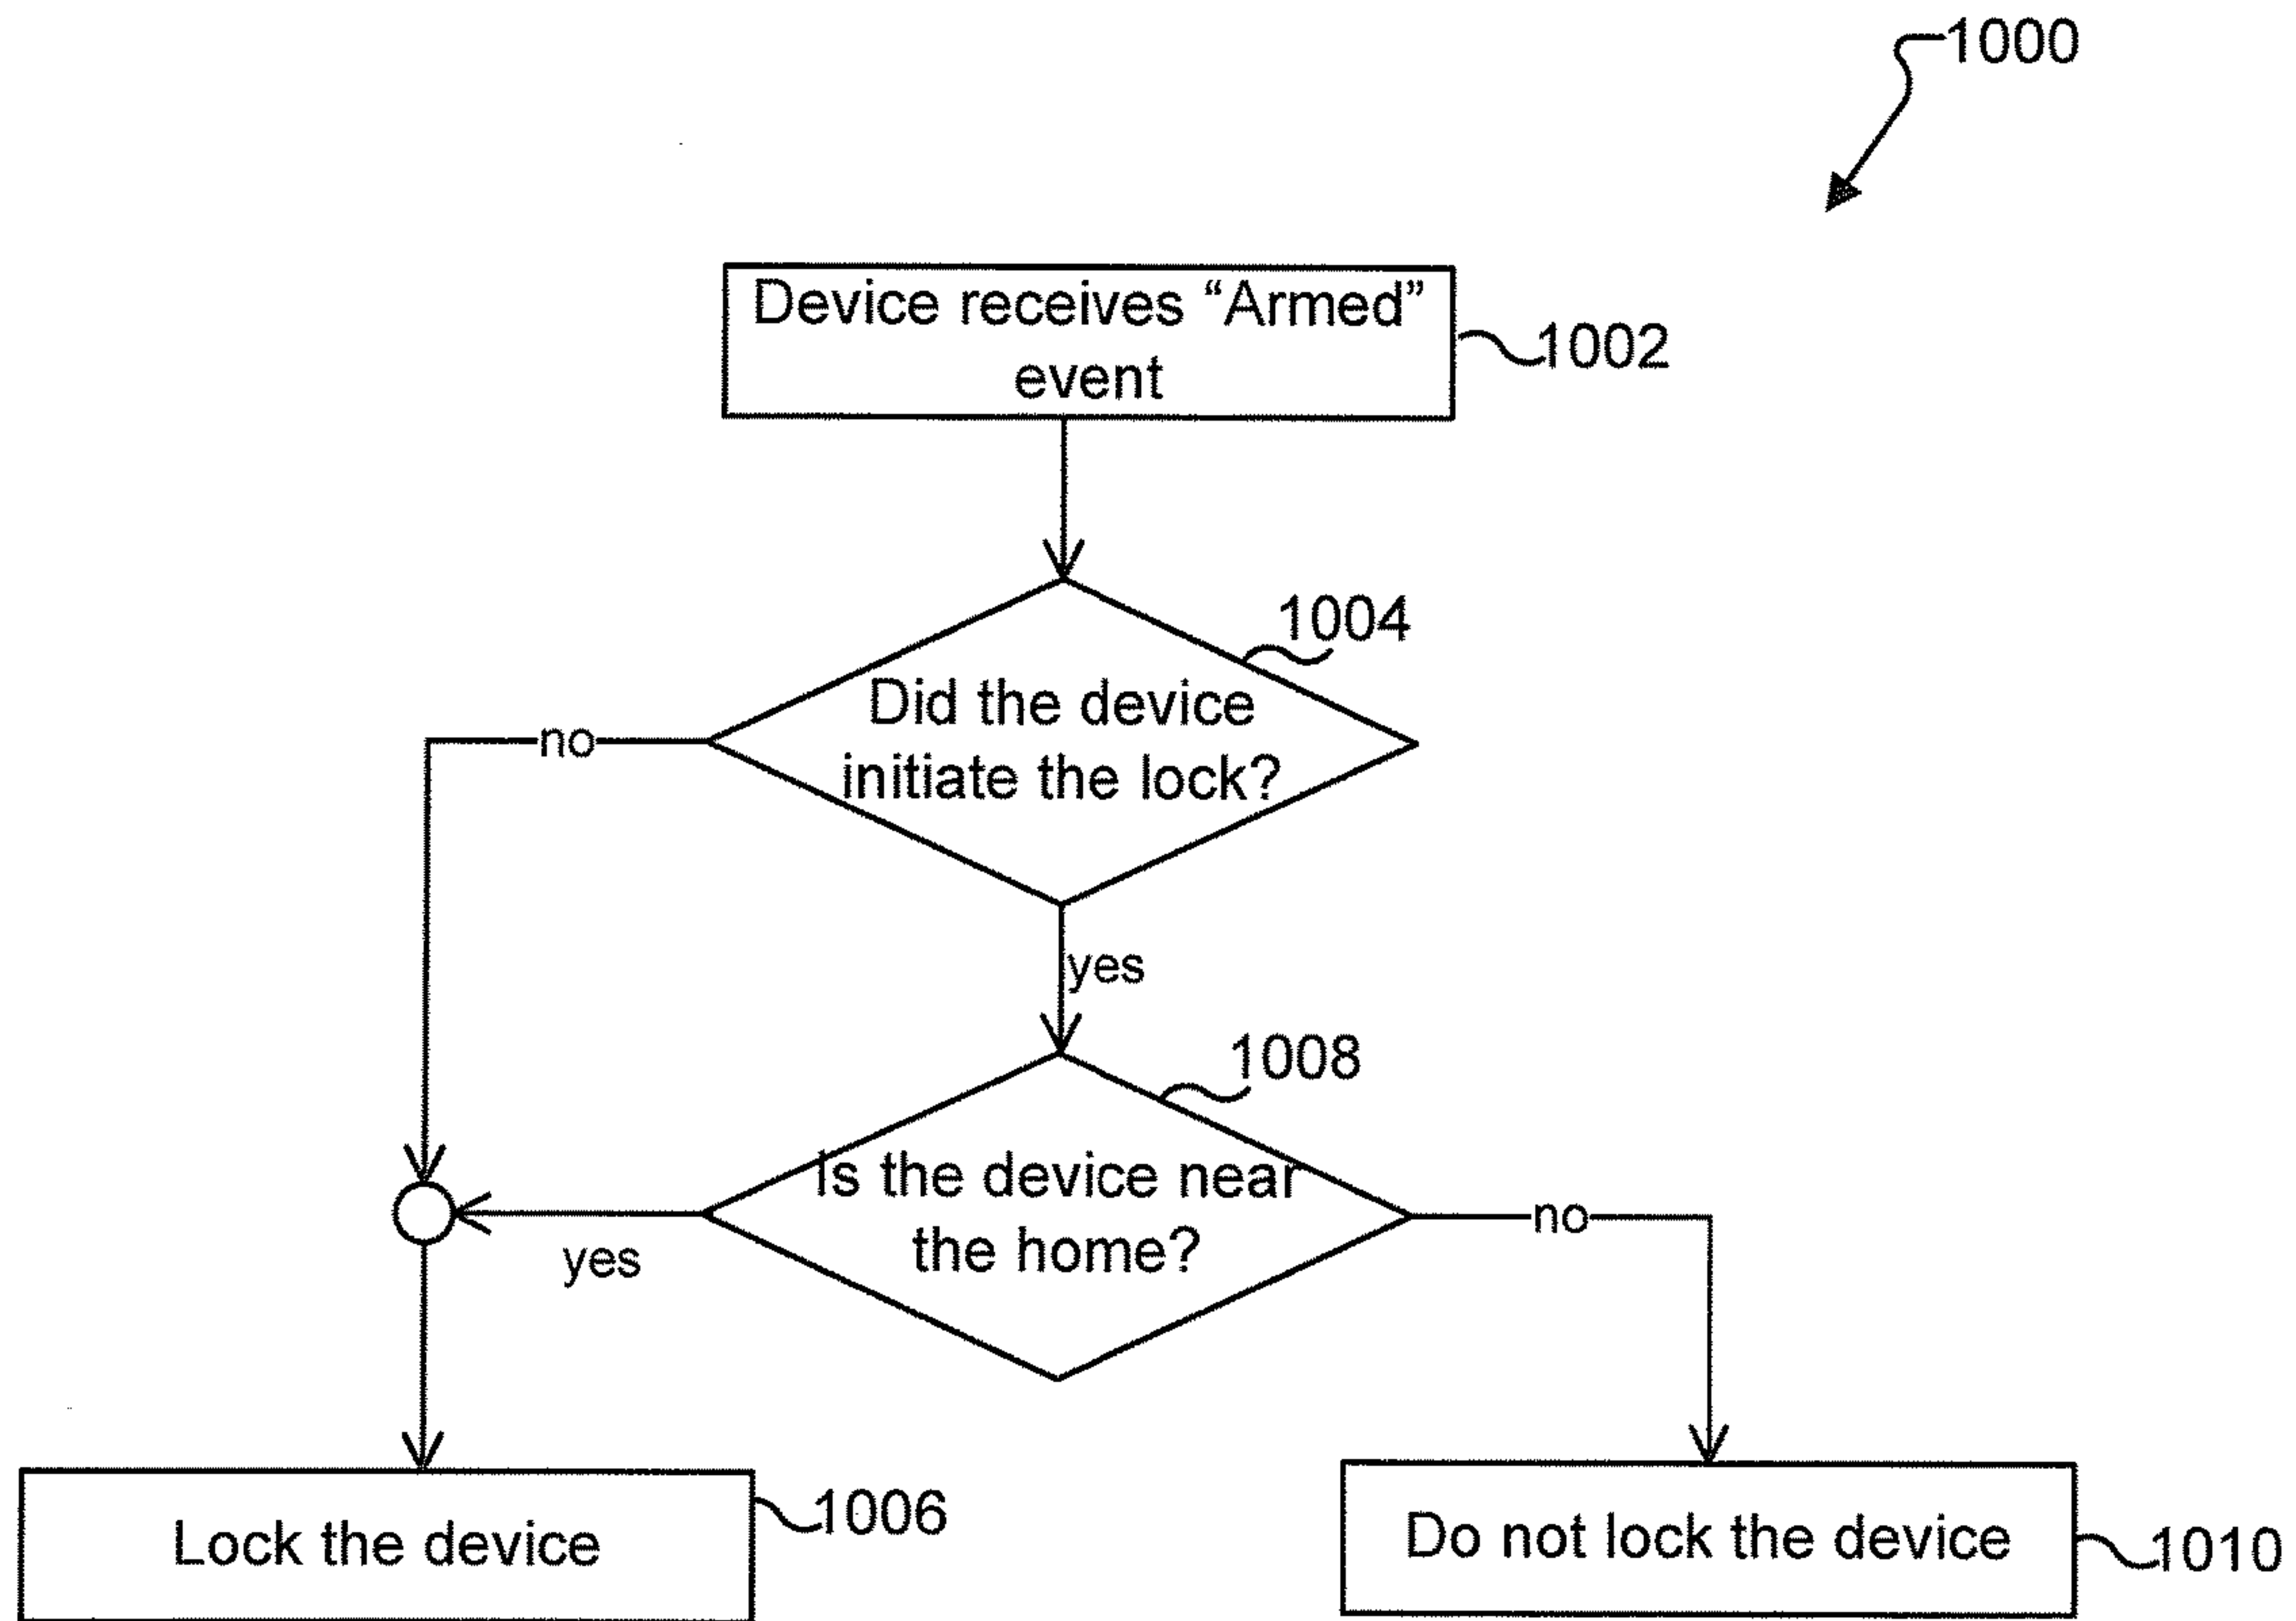 1000
Device receives “Armed”
event
1002
1004
Did the device
initiate the lock?
no
yes
1008
Is the device near
the home?
yes
no
Lock the device
1006
Do not lock the device
1010